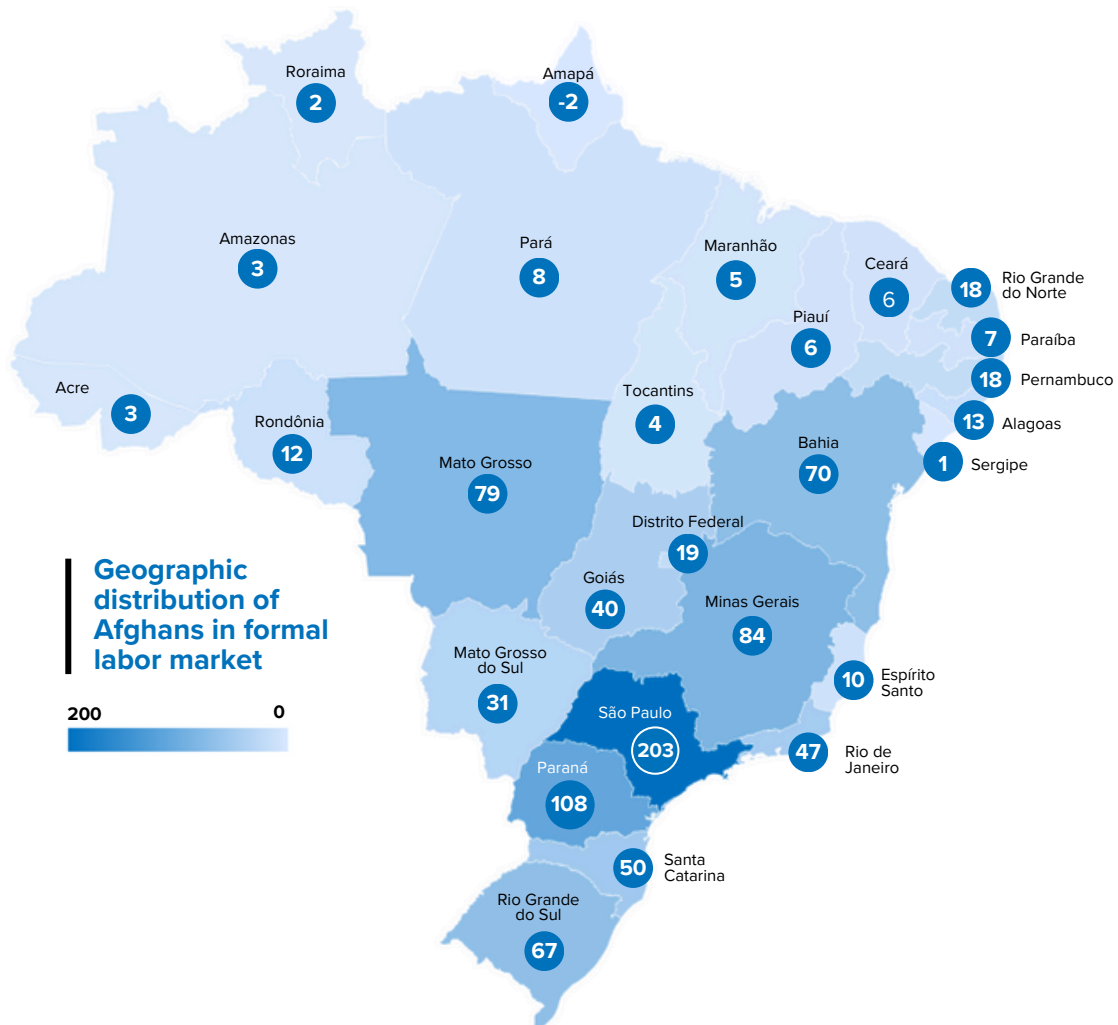 Roraima
2
Amapá
-2
Amazonas
3
Pará
8
Maranhão
5
Ceará
6
18
Rio Grande
do Norte
Piauí
6
7
Paraíba
Acre
3
18
Pernambuco
Rondônia
12
Tocantins
4
13
Alagoas
Bahia
70
1
Sergipe
Mato Grosso
79
Distrito Federal
19
Goiás
40
Minas Gerais
84
Geographic
distribution of
Afghans in formal
labor market
200
0
Mato Grosso
do Sul
31
10
Espírito
Santo
São Paulo
203
47
Rio de
Janeiro
Paraná
108
50
Santa
Catarina
Rio Grande
do Sul
67